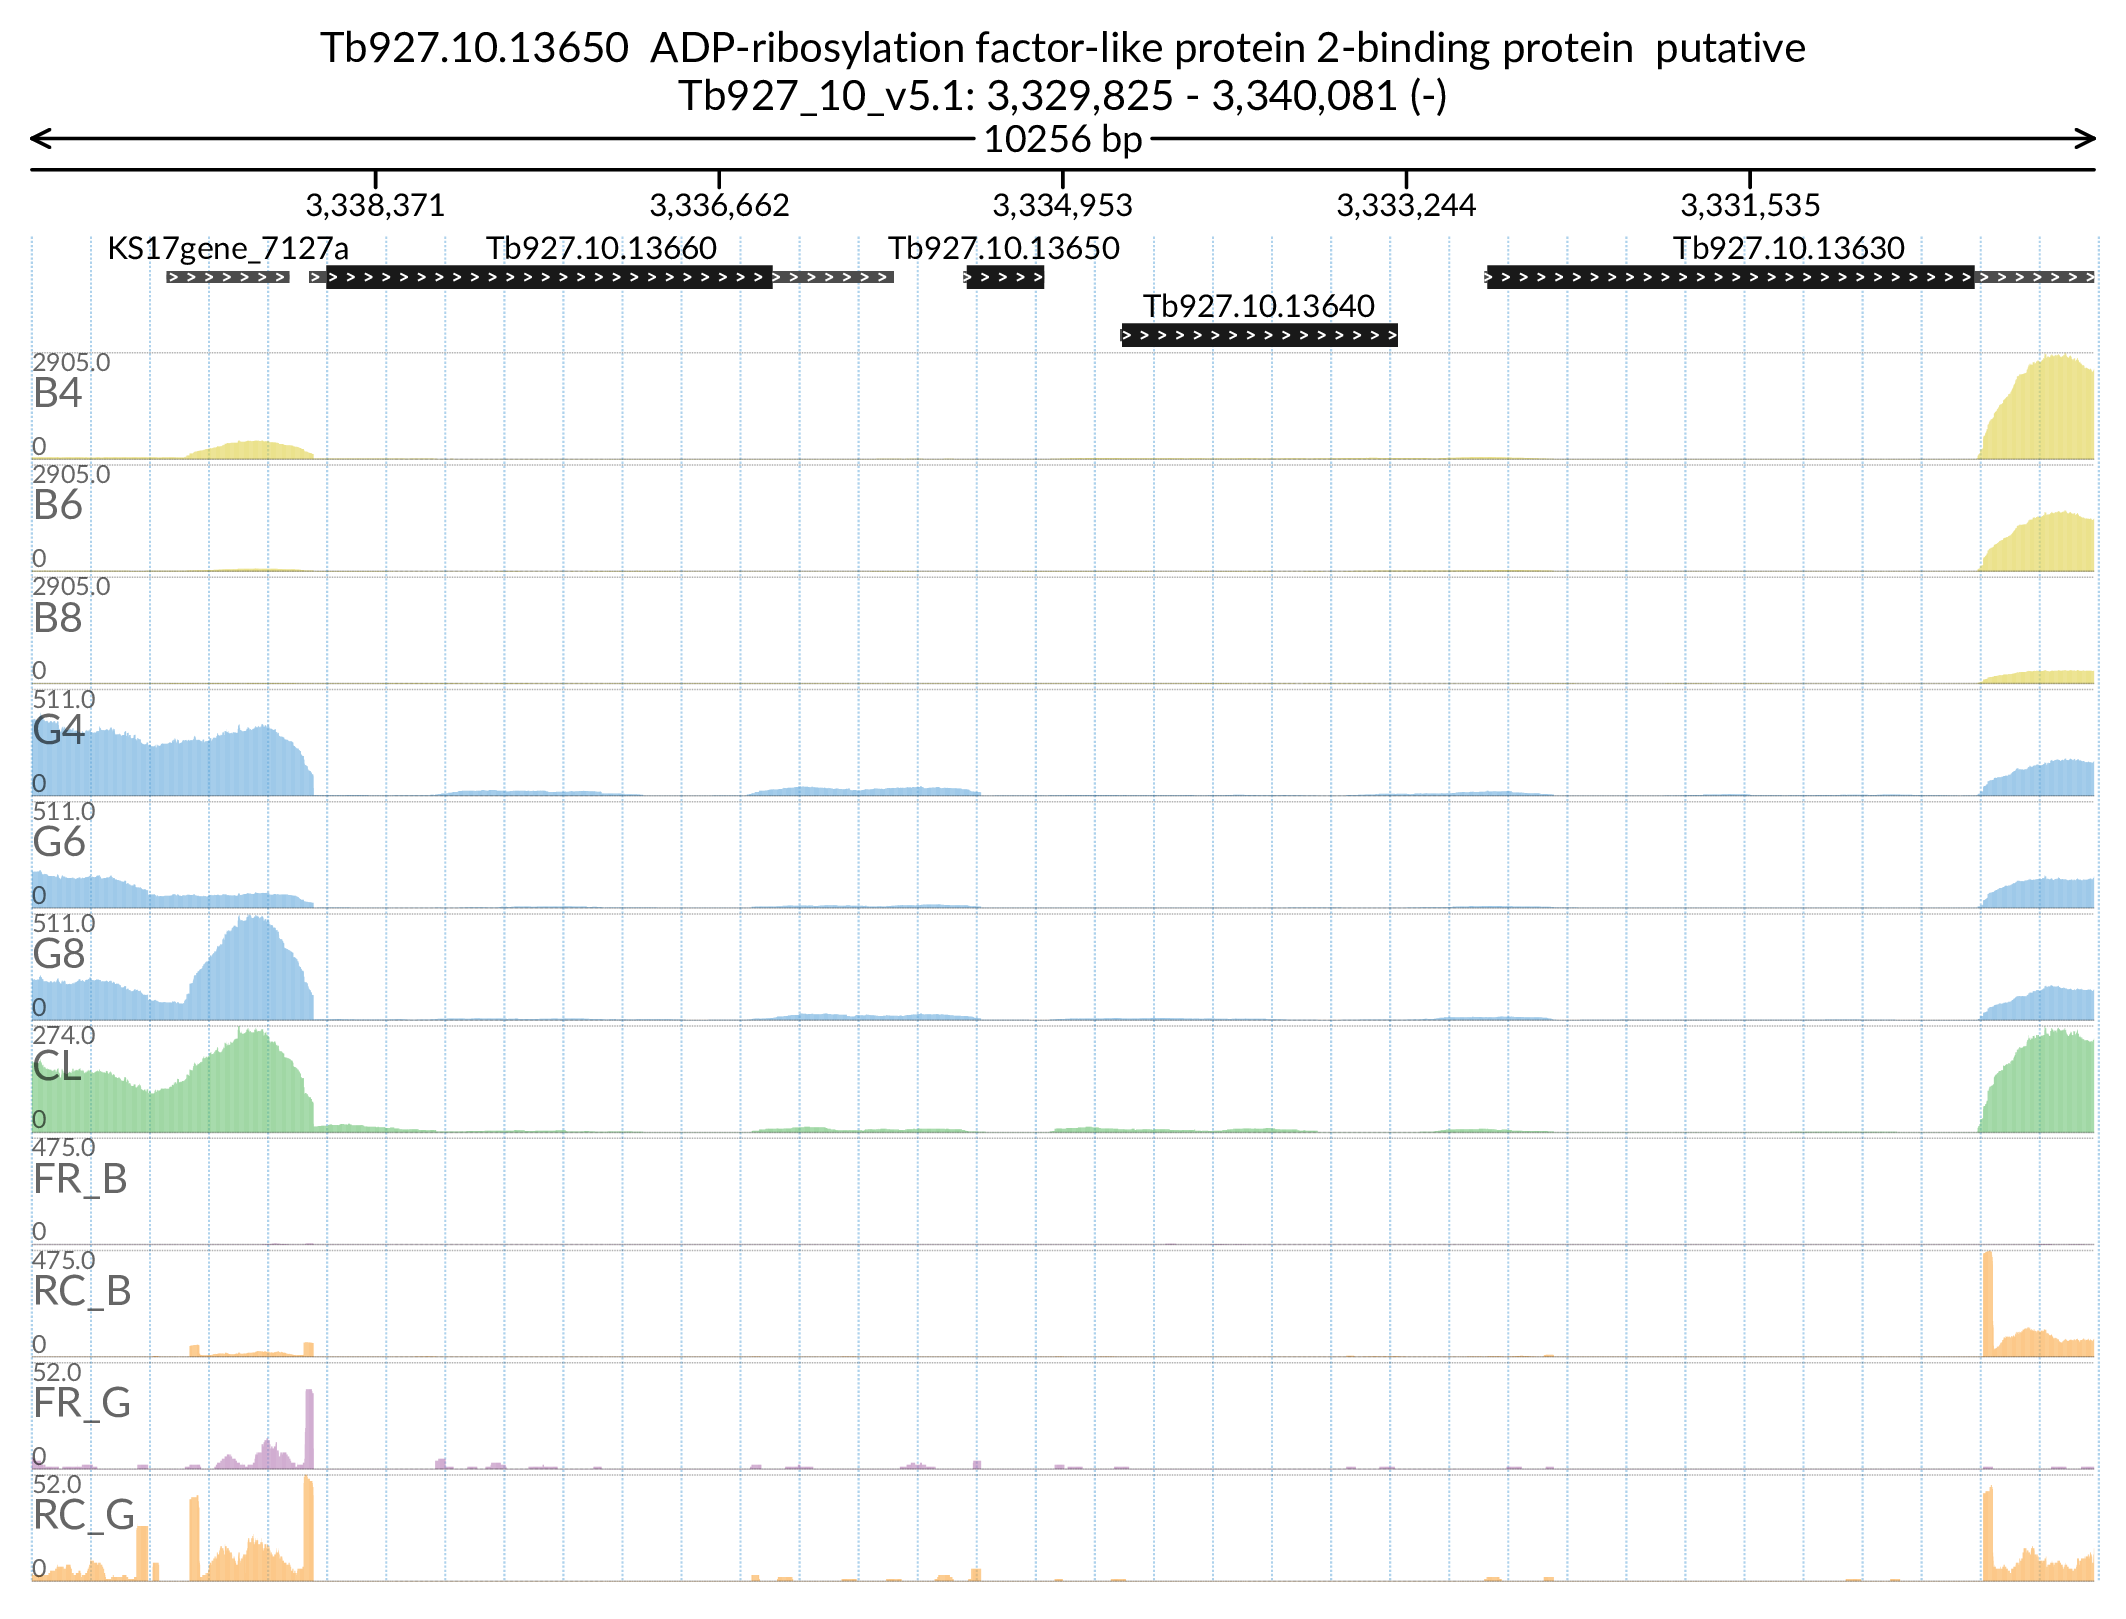 Tb927.10.13650  ADP-ribosylation factor-like protein 2-binding protein  putative
Tb927_10_v5.1: 3,329,825 - 3,340,081 (-)
10256 bp
3,338,371 3,336,662 3,334,953 3,333,244 3,331,535
KS17gene_7127a Tb927.10.13660 Tb927.10.13650 Tb927.10.13630
Tb927.10.13640
2905.0
B4
0
2905.0
B6
0
2905.0
B8
0
511.0
G4
0
511.0
G6
0
511.0
G8
0
274.0
CL
0
475.0
FR_B
0
475.0
RC_B
0
52.0
FR_G
0
52.0
RC_G
0